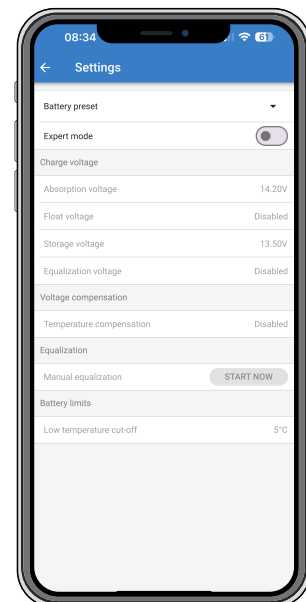 08:34 61
Settings
Battery preset
Expert mode
Charge voltage
Absorption voltage 14.20V
Float voltage Disabled
Storage voltage 13.50V
Equalization voltage Disabled
Voltage compensation
Temperature compensation Disabled
Equalization
Manual equalization START NOW
Battery limits
Low temperature cut-off 5°C